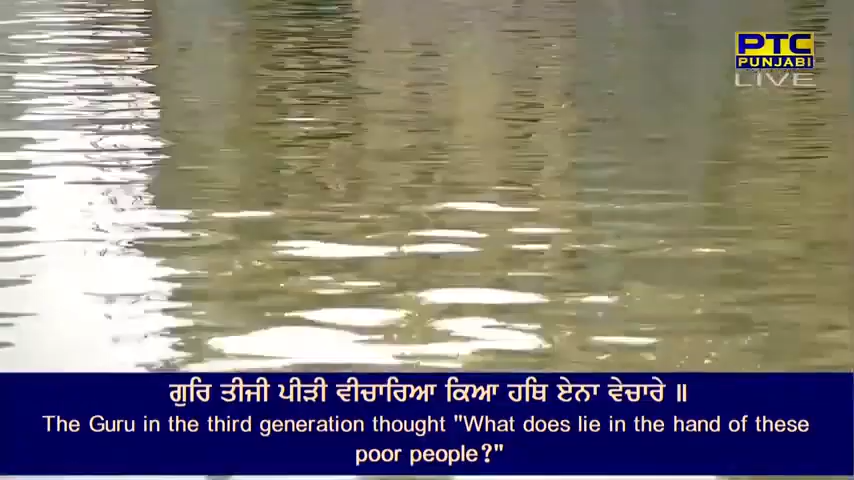 PTC
PUNJABI
LIVE
ਗੁਰਿ ਤੀਜੀ ਪੀੜੀ ਵੀਚਾਰਿਆ ਕਿਆ ਹਥਿ ਏਨਾ ਵੇਚਾਰੇ ॥
The Guru in the third generation thought "What does lie in the hand of these
poor people?"